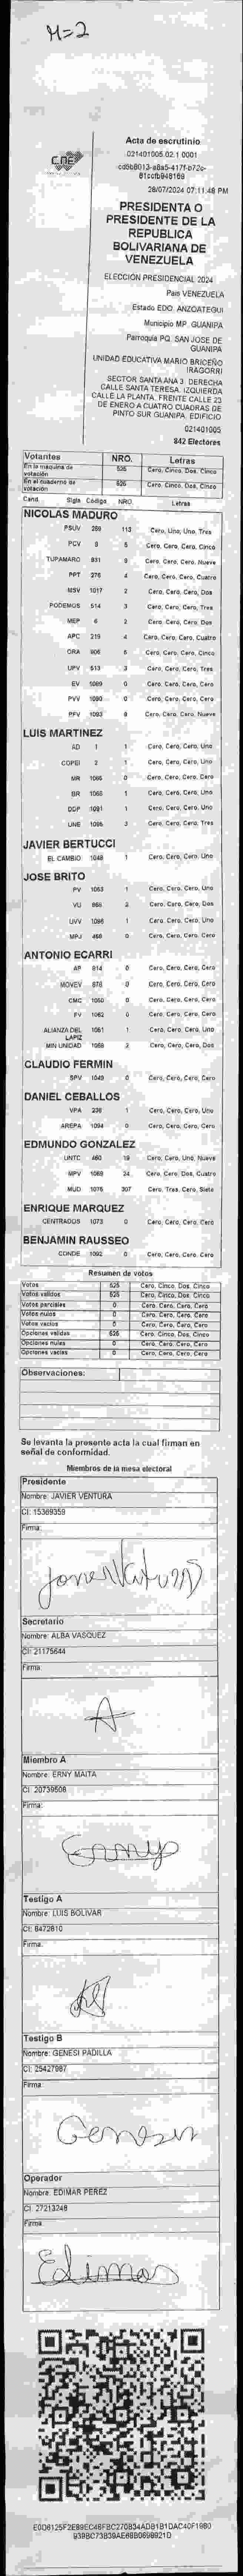 M=2
CNE
Acta de escrutinio
021401005.02.1.0001
28/07/2024 07:11:48 PM
PRESIDENTA O
PRESIDENTE DE LA
REPUBLICA
BOLIVARIANA DE
VENEZUELA
ELECCIÓN PRESIDENCIAL 2024
Pais VENEZUELA
Estado EDO. ANZOATEGUI
Municipio MP. GUANIPA
Parroquia PQ. SAN JOSE DE
GUANIPA
UNIDAD EDUCATIVA MARIO BRICEÑO
IRAGORRI
SECTOR SANTA ANA 3. DERECHA
CALLE SANTA TERESA. IZQUIERDA
CALLE LA PLANTA. FRENTE CALLE 23
DE ENERO A CUATRO CUADRAS DE
PINTO SUR GUANIPA. EDIFICIO
021401005
842 Electores
Votantes NRO. Letras
En la máquina de
votación 525 Cero, Cinco, Dos, Cinco
En el cuaderno de
votación 525 Cero, Cinco, Dos, Cinco
Cand. Sigla Código NRO. Letras
NICOLAS MADURO
PSUV 259 113 Cero, Uno, Uno, Tres
PCV 5 Cero, Cero, Cero, Cinco
TUPAMARO 931 9 Cero, Cero, Cero, Nueve
PPT 276 4 Cero, Cero, Cero, Cuatro
MSV 1017 2 Cero, Cero, Cero, Dos
PODEMOS 514 3 Cero, Cero, Cero, Tres
MEP 6 2 Cero, Cero, Cero, Dos
APC 219 4 Cero, Cero, Cero, Cuatro
ORA 906 5 Cero, Cero, Cero, Cinco
UPV 513 3 Cero, Cero, Cero, Tres
EV 1089 0 Cero, Cero, Cero, Cero
PVV 1090 0 Cero, Cero, Cero, Cero
PFV 1093 9 Cero, Cero, Cero, Nueve
LUIS MARTINEZ
AD 1 1 Cero, Cero, Cero, Uno
COPEI 2 1 Cero, Cero, Cero, Uno
MR 1066 0 Cero, Cero, Cero, Cero
BR 1065 1 Cero, Cero, Cero, Uno
DDP 1091 1 Cero, Cero, Cero, Uno
UNE 1095 3 Cero, Cero, Cero, Tres
JAVIER BERTUCCI
EL CAMBIO 1048 1 Cero, Cero, Cero, Uno
JOSE BRITO
PV 1053 1 Cero, Cero, Cero, Uno
VU 2 Cero, Cero, Cero, Dos
UVV 1096 1 Cero, Cero, Cero, Uno
MPJ 458 0 Cero, Cero, Cero, Cero
ANTONIO ECARRI
AP 914 0 Cero, Cero, Cero, Cero
MOVEV 978 0 Cero, Cero, Cero, Cero
CMC 1050 0 Cero, Cero, Cero, Cero
FV 1062 0 Cero, Cero, Cero, Cero
ALIANZA DEL
LAPIZ 1051 1 Cero, Cero, Cero, Uno
MIN UNIDAD 1058 2 Cero, Cero, Cero, Dos
CLAUDIO FERMIN
SPV 1049 0 Cero, Cero, Cero, Cero
DANIEL CEBALLOS
VPA 238 1 Cero, Cero, Cero, Uno
AREPA 1094 0 Cero, Cero, Cero, Cero
EDMUNDO GONZALEZ
UNTC 460 19 Cero, Cero, Uno, Nueve
MPV 1069 24 Cero, Cero, Dos, Cuatro
MUD 1075 307 Cero, Tres, Cero, Siete
ENRIQUE MARQUEZ
CENTRADOS 1073 0 Cero, Cero, Cero, Cero
BENJAMIN RAUSSEO
CONDE 1092 0 Cero, Cero, Cero, Cero
Resumen de votos
Votos 525 Cero, Cinco, Dos, Cinco
Votos validos 525 Cero, Cinco, Dos, Cinco
Votos parciales 0 Cero, Cero, Cero, Cero
Votos nulos 0 Cero, Cero, Cero, Cero
Votos vacíos 0 Cero, Cero, Cero, Cero
Opciones validas 525 Cero, Cinco, Dos, Cinco
Opciones nulas 0 Cero, Cero, Cero, Cero
Opciones vacías 0 Cero, Cero, Cero, Cero
Observaciones:
Se levanta la presente acta la cual firman en
señal de conformidad.
Miembros de la mesa electoral
Presidente
Nombre: JAVIER VENTURA
CI: 15369359
Firma:
Secretario
Nombre: ALBA VASQUEZ
CI: 21175644
Firma:
Miembro A
Nombre: ERNY MAITA
CI: 20739508
Firma:
Erny
Testigo A
Nombre: LUIS BOLIVAR
CI: 8472810
Firma:
Testigo B
Nombre: GENESI PADILLA
CI: 25427987
Firma:
Genesis
Operador
Nombre: EDIMAR PEREZ
CI: 27213248
Firma:
Edimar